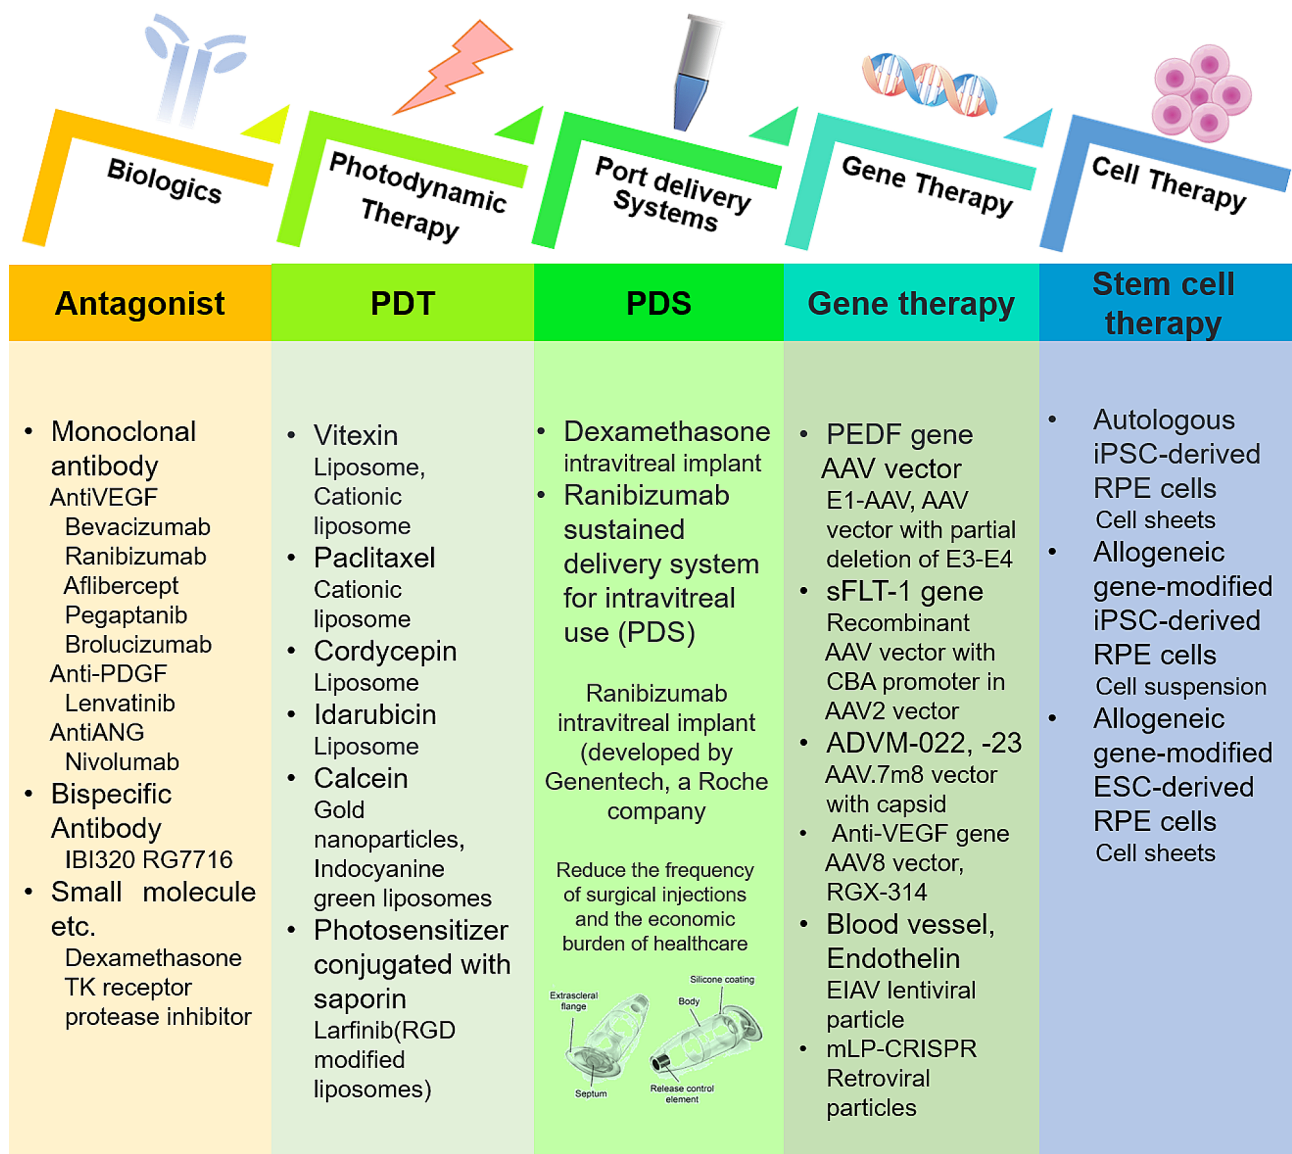 Biologics
Photodynamic
Therapy
Port delivery
Systems
Gene Therapy
Cell Therapy
Antagonist
PDT
PDS
Gene therapy
Stem cell
therapy
• Monoclonal
antibody
AntiVEGF
Bevacizumab
Ranibizumab
Aflibercept
Pegaptanib
Brolucizumab
Anti-PDGF
Lenvatinib
AntiANG
Nivolumab
• Bispecific
Antibody
IBI320 RG7716
• Small molecule
etc.
Dexamethasone
TK receptor
protease inhibitor
• Vitexin
Liposome,
Cationic
liposome
• Paclitaxel
Cationic
liposome
• Cordycepin
Liposome
• Idarubicin
Liposome
• Calcein
Gold
nanoparticles,
Indocyanine
green liposomes
• Photosensitizer
conjugated with
saporin
Larfinib(RGD
modified
liposomes)
• Dexamethasone
intravitreal implant
• Ranibizumab
sustained
delivery system
for intravitreal
use (PDS)
Ranibizumab
intravitreal implant
(developed by
Genentech, a Roche
company
Reduce the frequency
of surgical injections
and the economic
burden of healthcare
Silicone coating
Extrascleral
flange
Body
Septum
Release control
element
• PEDF gene
AAV vector
E1-AAV, AAV
vector with partial
deletion of E3-E4
• sFLT-1 gene
Recombinant
AAV vector with
CBA promoter in
AAV2 vector
• ADVM-022, -23
AAV.7m8 vector
with capsid
• Anti-VEGF gene
AAV8 vector,
RGX-314
• Blood vessel,
Endothelin
EIAV lentiviral
particle
• mLP-CRISPR
Retroviral
particles
• Autologous
iPSC-derived
RPE cells
Cell sheets
• Allogeneic
gene-modified
iPSC-derived
RPE cells
Cell suspension
• Allogeneic
gene-modified
ESC-derived
RPE cells
Cell sheets